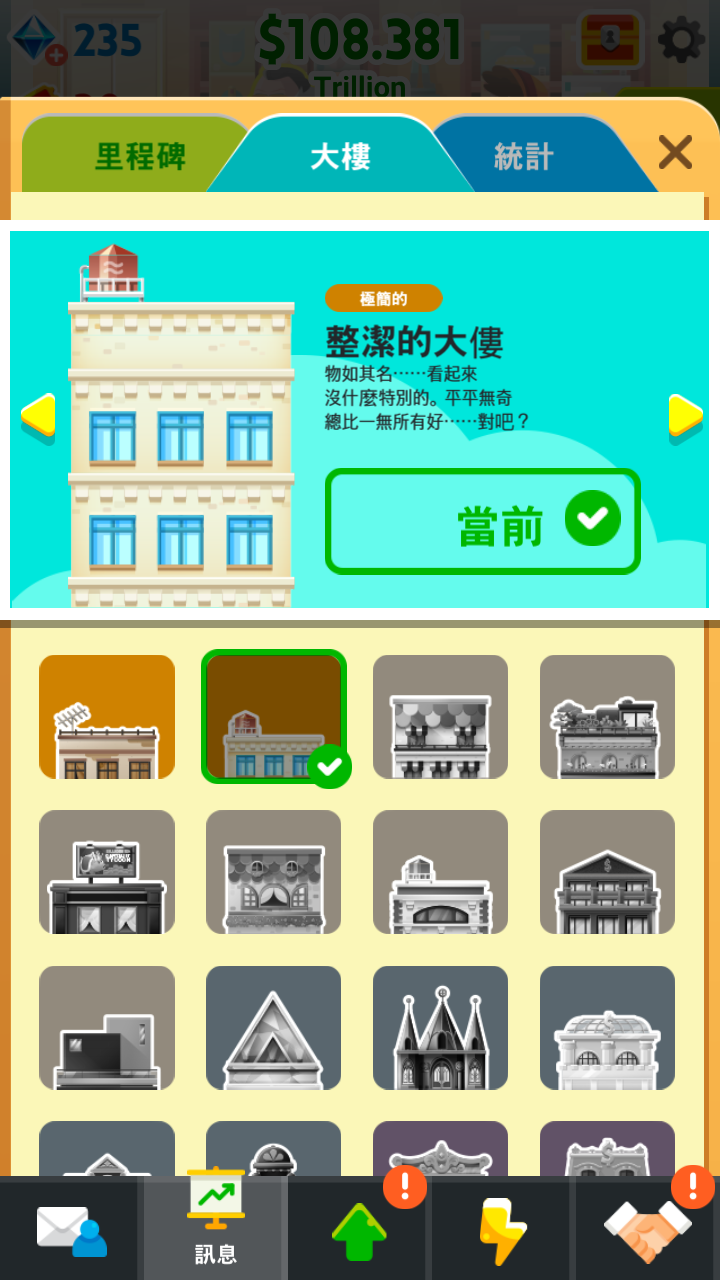 235
$108.381
Trillion
里程碑
大樓
統計
極簡的
整潔的大僂
物如其名⋯⋯看起來
沒什麼特別的。平平無奇
總比一無所有好⋯⋯對吧？
當前
訊息